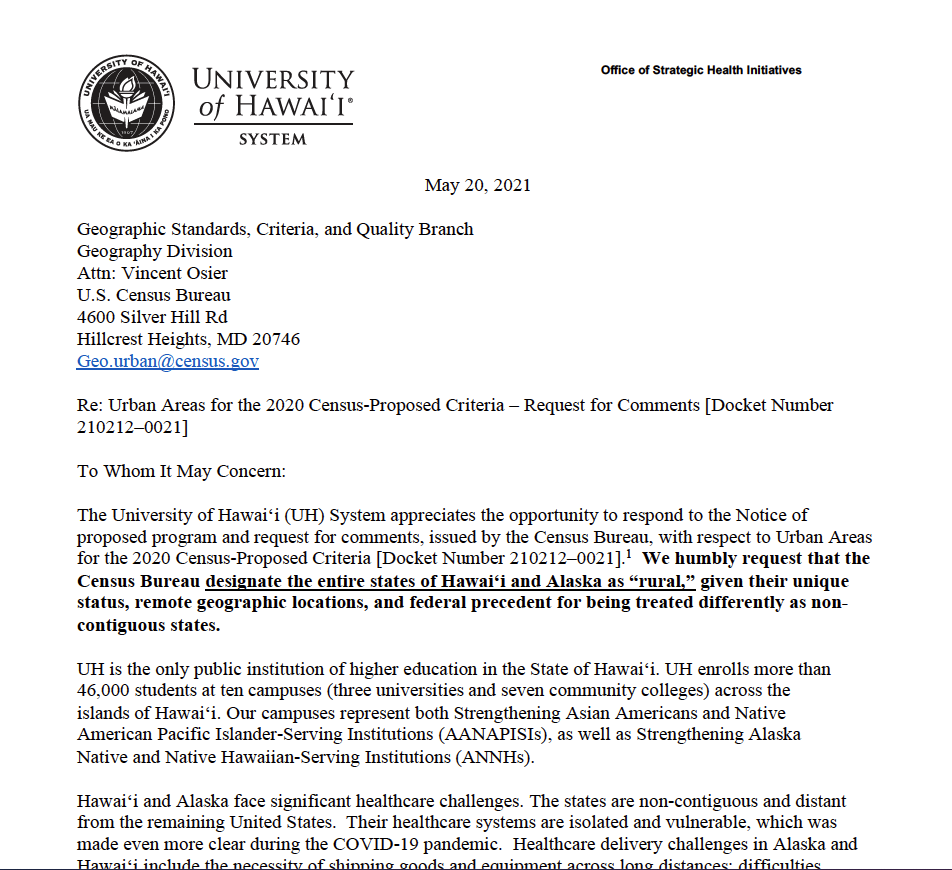 UNIVERSITY OF HAWAI‘I
UA MAU KE EA O KA ‘ĀINA I KA PONO
MĀLAMALAMA
1907
UNIVERSITY
of HAWAI‘I®
SYSTEM
Office of Strategic Health Initiatives
May 20, 2021
Geographic Standards, Criteria, and Quality Branch
Geography Division
Attn: Vincent Osier
U.S. Census Bureau
4600 Silver Hill Rd
Hillcrest Heights, MD 20746
Geo.urban@census.gov
Re: Urban Areas for the 2020 Census-Proposed Criteria – Request for Comments [Docket Number
210212–0021]
To Whom It May Concern:
The University of Hawai‘i (UH) System appreciates the opportunity to respond to the Notice of
proposed program and request for comments, issued by the Census Bureau, with respect to Urban Areas
for the 2020 Census-Proposed Criteria [Docket Number 210212–0021].¹ We humbly request that the
Census Bureau designate the entire states of Hawai‘i and Alaska as “rural,” given their unique
status, remote geographic locations, and federal precedent for being treated differently as non-
contiguous states.
UH is the only public institution of higher education in the State of Hawai‘i. UH enrolls more than
46,000 students at ten campuses (three universities and seven community colleges) across the
islands of Hawai‘i. Our campuses represent both Strengthening Asian Americans and Native
American Pacific Islander-Serving Institutions (AANAPISIs), as well as Strengthening Alaska
Native and Native Hawaiian-Serving Institutions (ANNHs).
Hawai‘i and Alaska face significant healthcare challenges. The states are non-contiguous and distant
from the remaining United States. Their healthcare systems are isolated and vulnerable, which was
made even more clear during the COVID-19 pandemic. Healthcare delivery challenges in Alaska and
Hawai‘i include the necessity of shipping goods and equipment across long distances; difficulties